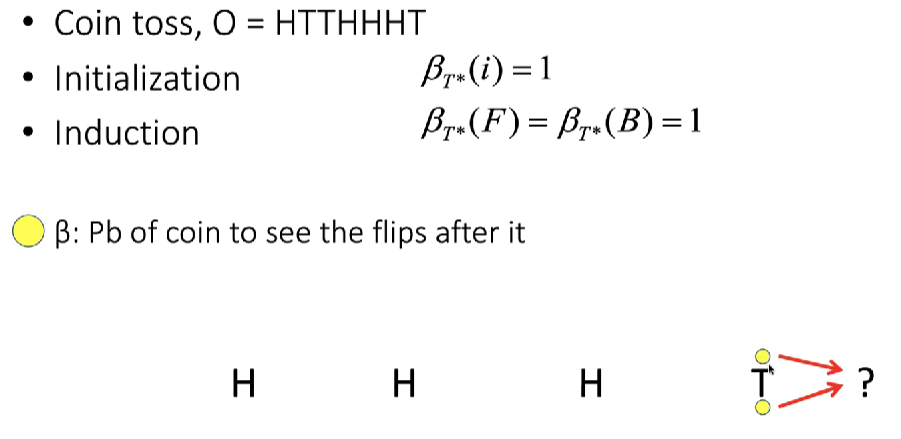 • Coin toss, O = HTTHHHT
• Initialization β_{T*}(i) = 1
• Induction β_{T*}(F) = β_{T*}(B) = 1
β: Pb of coin to see the flips after it
H H H T ?